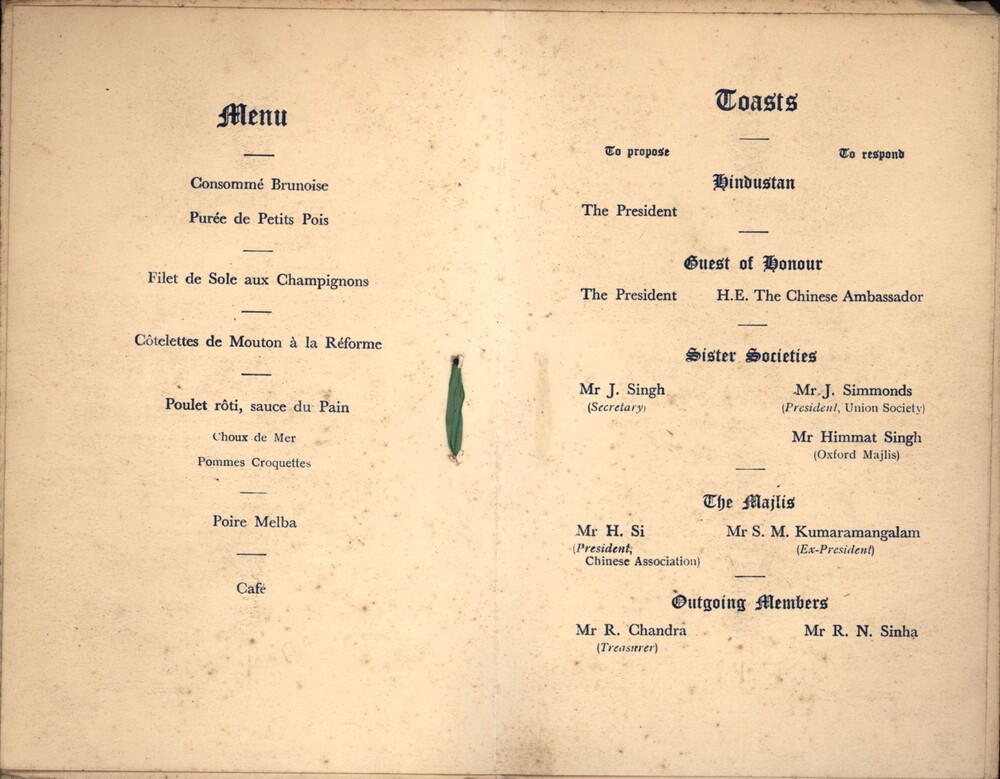 Menu
Consommé Brunoise
Purée de Petits Pois
Filet de Sole aux Champignons
Côtelettes de Mouton à la Réforme
Poulet rôti, sauce du Pain
Choux de Mer
Pommes Croquettes
Poire Melba
Café
Toasts
To propose To respond
Hindustan
The President
Guest of Honour
The President H.E. The Chinese Ambassador
Sister Societies
Mr J. Singh Mr J. Simmonds
(Secretary) (President, Union Society)
Mr Himmat Singh
(Oxford Majlis)
The Majlis
Mr H. Si Mr S. M. Kumaramangalam
(President, (Ex-President)
Chinese Association)
Outgoing Members
Mr R. Chandra Mr R. N. Sinha
(Treasurer)